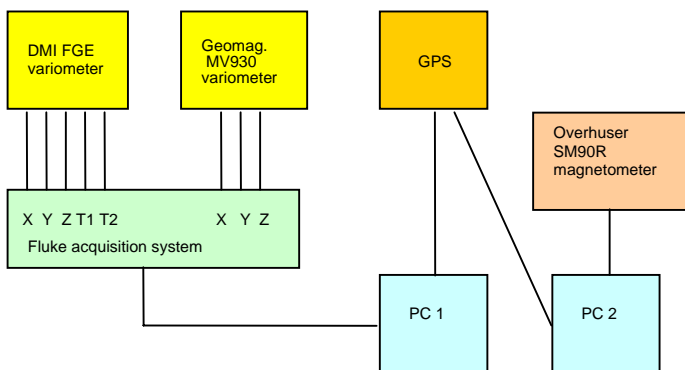 DMI FGE
variometer
Geomag.
MV930
variometer
GPS
Overhuser
SM90R
magnetometer
X Y Z T1 T2
X Y Z
Fluke acquisition system
PC 1
PC 2